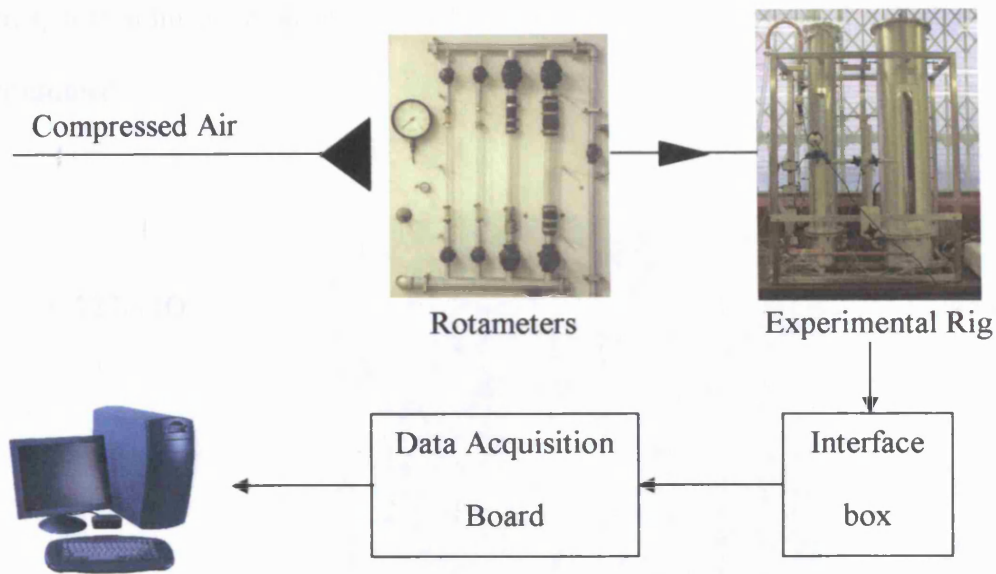 Compressed Air
Rotameters
Experimental Rig
Data Acquisition
Board
Interface
box